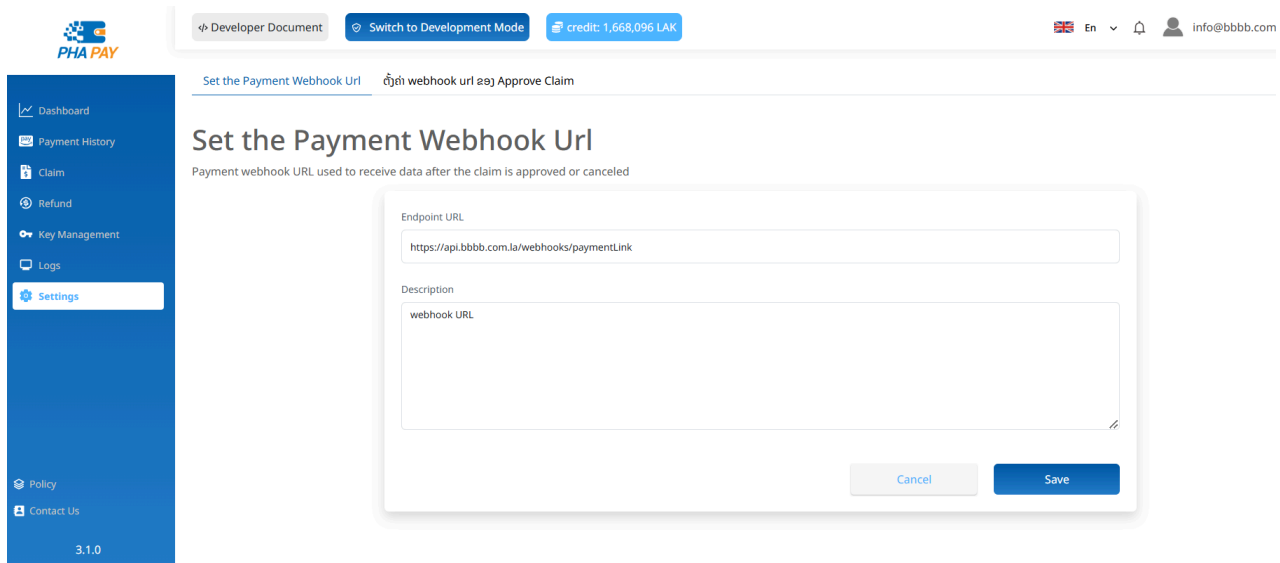 PHA PAY
Developer Document
Switch to Development Mode
credit: 1,668,096 LAK
En
info@bbbb.com
Set the Payment Webhook Url
ຕັ້ງຄ່າ webhook url ຂອງ Approve Claim
Dashboard
Payment History
Claim
Refund
Key Management
Logs
Settings
Policy
Contact Us
3.1.0
Set the Payment Webhook Url
Payment webhook URL used to receive data after the claim is approved or canceled
Endpoint URL
https://api.bbbb.com.la/webhooks/paymentLink
Description
webhook URL
Cancel
Save